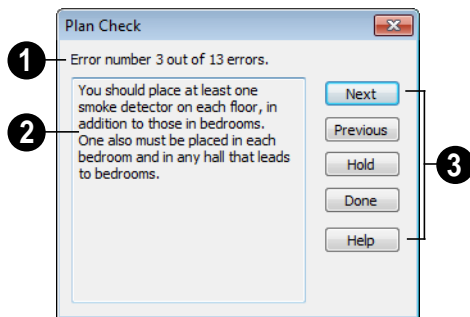 Plan Check
1
Error number 3 out of 13 errors.
2
You should place at least one
smoke detector on each floor, in
addition to those in bedrooms.
One also must be placed in each
bedroom and in any hall that leads
to bedrooms.
Next
Previous
Hold
Done
Help
3